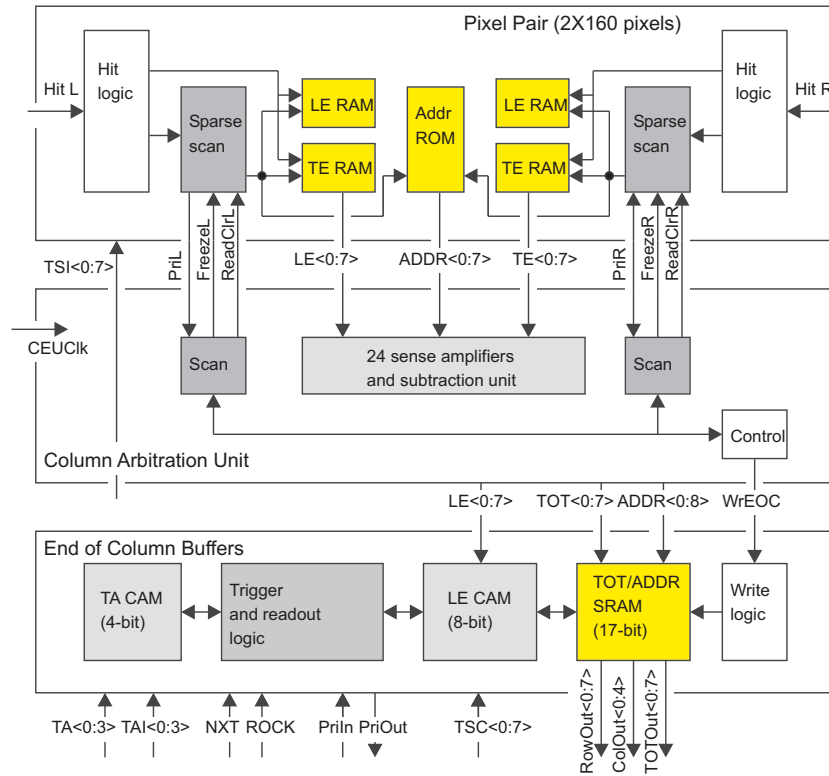 Pixel Pair (2X160 pixels)
Hit L
Hit
logic
Sparse
scan
LE RAM
TE RAM
Addr
ROM
LE RAM
TE RAM
Sparse
scan
Hit
logic
Hit R
TSI<0:7>
PriL
FreezeL
ReadClrL
LE<0:7>
ADDR<0:7>
TE<0:7>
PriR
FreezeR
ReadClrR
CEUClk
Scan
24 sense amplifiers
and subtraction unit
Scan
Control
Column Arbitration Unit
LE<0:7>
TOT<0:7>
ADDR<0:8>
WrEOC
End of Column Buffers
TA CAM
(4-bit)
Trigger
and readout
logic
LE CAM
(8-bit)
TOT/ADDR
SRAM
(17-bit)
Write
logic
TA<0:3>
TAI<0:3>
NXT
ROCK
PriIn
PriOut
TSC<0:7>
RowOut<0:7>
ColOut<0:4>
TOTOut<0:7>